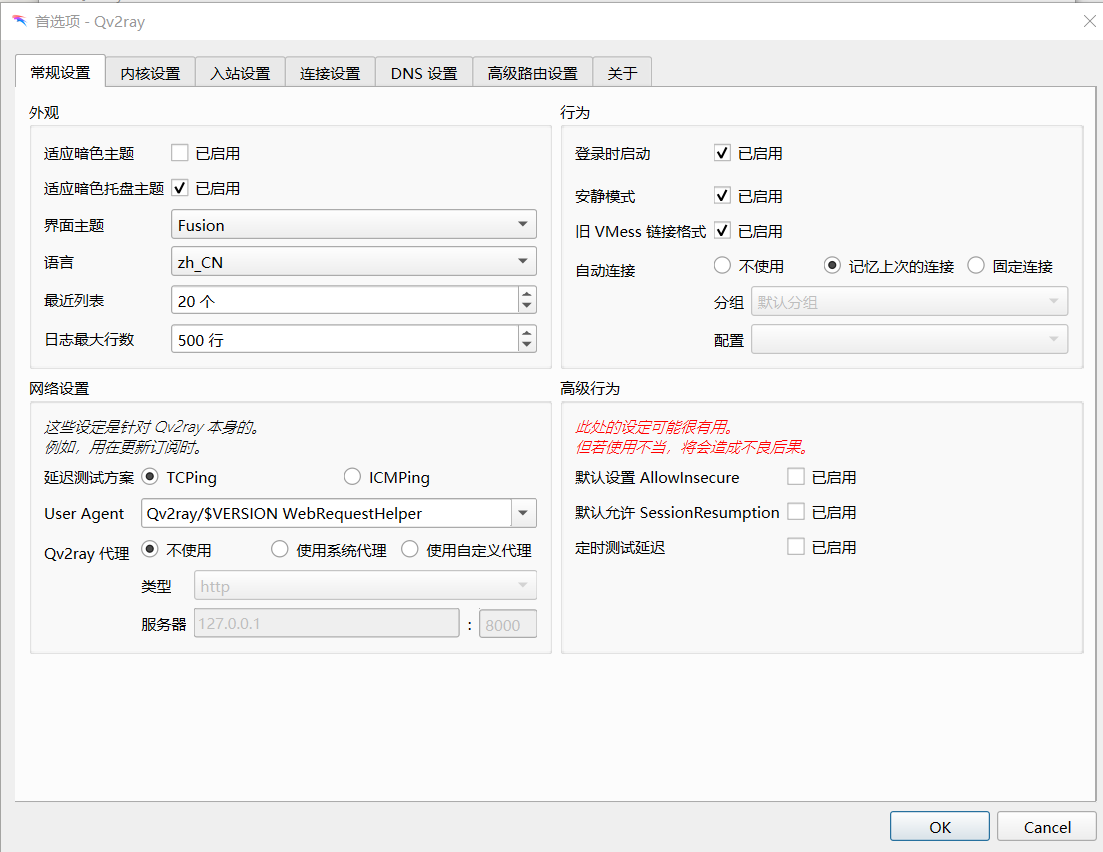 首选项 - Qv2ray
常规设置 内核设置 入站设置 连接设置 DNS 设置 高级路由设置 关于
外观
适应暗色主题 已启用
适应暗色托盘主题 已启用
界面主题 Fusion
语言 zh_CN
最近列表 20 个
日志最大行数 500 行
行为
登录时启动 已启用
安静模式 已启用
旧 VMess 链接格式 已启用
自动连接 不使用 记忆上次的连接 固定连接
分组 默认分组
配置
网络设置
这些设定是针对 Qv2ray 本身的。
例如，用在更新订阅时。
延迟测试方案 TCPing ICMPing
User Agent Qv2ray/$VERSION WebRequestHelper
Qv2ray 代理 不使用 使用系统代理 使用自定义代理
类型 http
服务器 127.0.0.1 : 8000
高级行为
此处的设定可能很有用。
但若使用不当，将会造成不良后果。
默认设置 AllowInsecure 已启用
默认允许 SessionResumption 已启用
定时测试延迟 已启用
OK Cancel